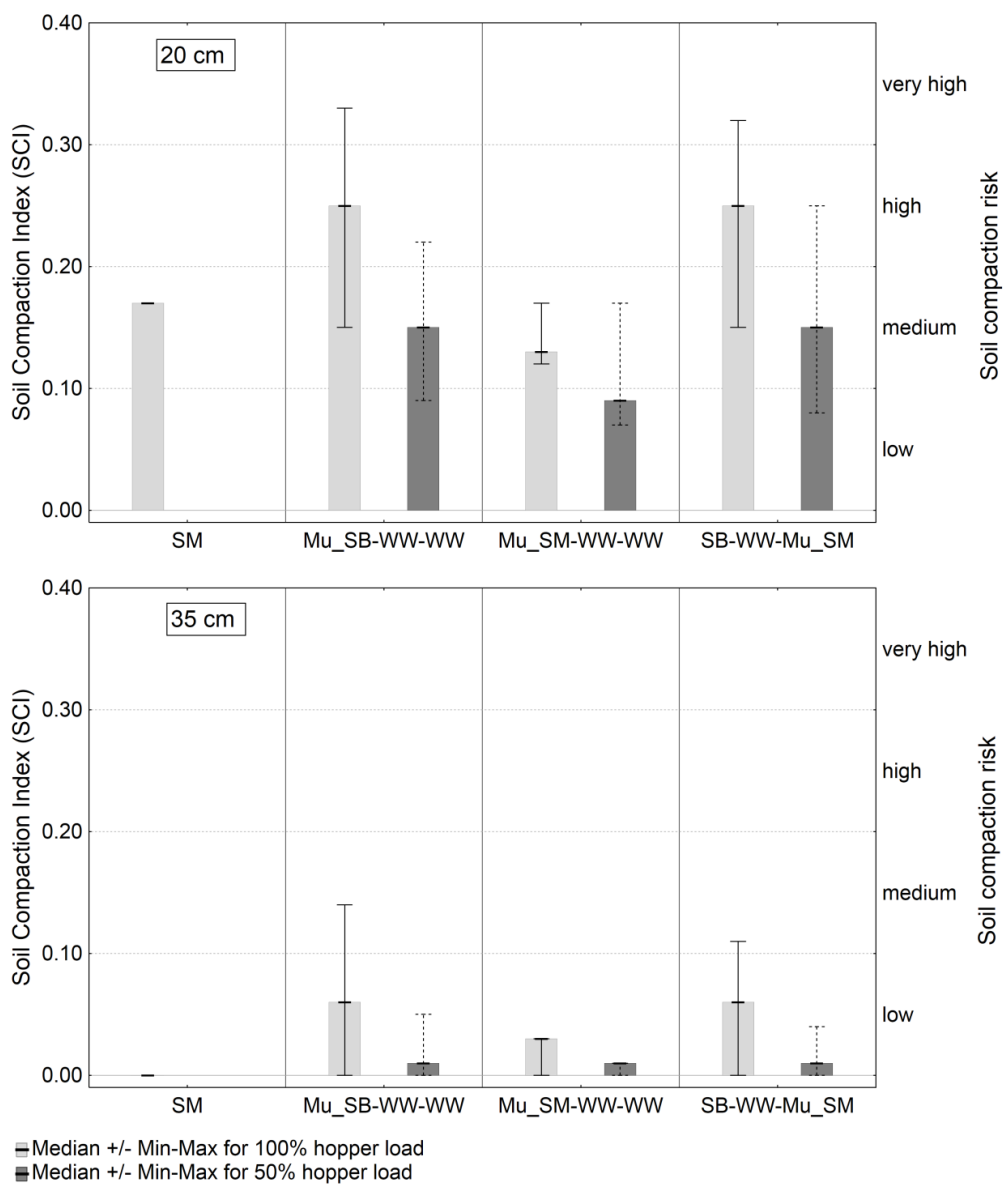 0.40
20 cm
very high
0.30
high
0.20
medium
0.10
low
0.00
Soil Compaction Index (SCI)
Soil compaction risk
SM Mu_SB-WW-WW Mu_SM-WW-WW SB-WW-Mu_SM
0.40
35 cm
very high
0.30
high
0.20
medium
0.10
low
0.00
Soil Compaction Index (SCI)
Soil compaction risk
SM Mu_SB-WW-WW Mu_SM-WW-WW SB-WW-Mu_SM
Median +/- Min-Max for 100% hopper load
Median +/- Min-Max for 50% hopper load